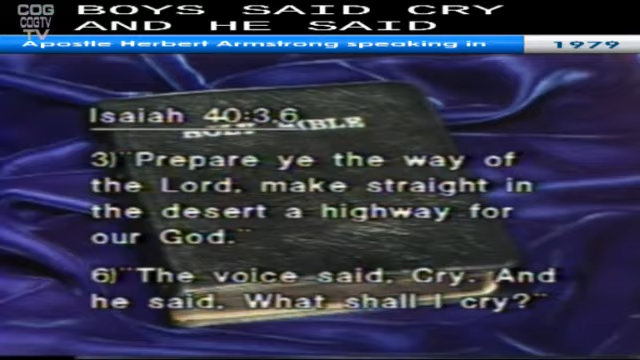 COG
COGTV
TV
BOYS SAID CRY
AND HE SAID
Apostle Herbert Armstrong speaking in
1979
Isaiah 40:3,6
HOLY BIBLE
3) "Prepare ye the way of
the Lord, make straight in
the desert a highway for
our God."
6) "The voice said, "Cry. And
he said, What shall I cry?"